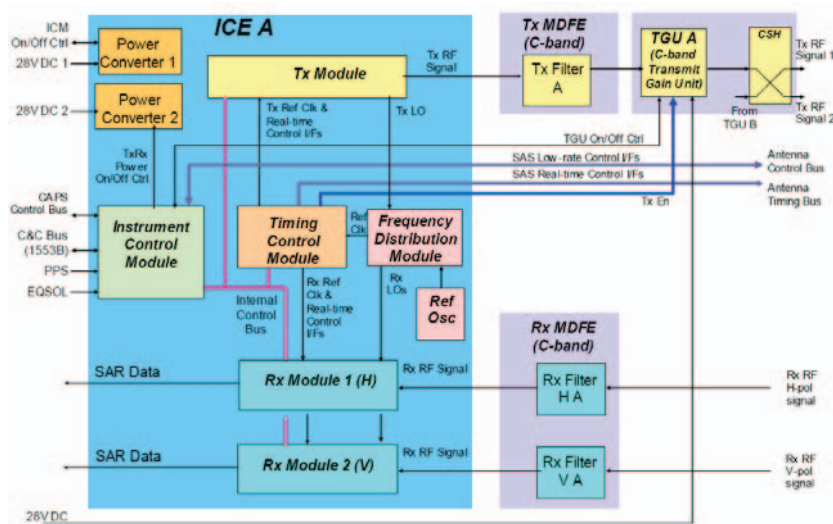 ICM
On/Off Ctrl
28V DC 1
28V DC 2
Power
Converter 1
Power
Converter 2
ICE A
Tx Module
Tx RF
Signal
Tx MDFE
(C-band)
Tx Filter
A
TGU A
(C-band
Transmit
Gain Unit)
CSH
Tx RF
Signal 1
Tx RF
Signal 2
From
TGU B
Tx Ref Clk &
Real-time
Control I/Fs
Tx LO
TGU On/Off Ctrl
TxRx
Power
On/Off Ctrl
SAS Low-rate Control I/Fs
SAS Real-time Control I/Fs
Antenna
Control Bus
Antenna
Timing Bus
Tx En
CAPS
Control Bus
C&C Bus
(1553B)
PPS
EQSOL
Instrument
Control
Module
Timing
Control
Module
Ref
Clk
Frequency
Distribution
Module
Internal
Control
Bus
Rx Ref
Clk &
Real-time
Control
I/Fs
Rx
LOs
Ref
Osc
Rx MDFE
(C-band)
SAR Data
Rx Module 1 (H)
Rx RF Signal
Rx Filter
H A
Rx RF
H-pol
signal
SAR Data
Rx Module 2 (V)
Rx RF Signal
Rx Filter
V A
Rx RF
V-pol
signal
28V DC